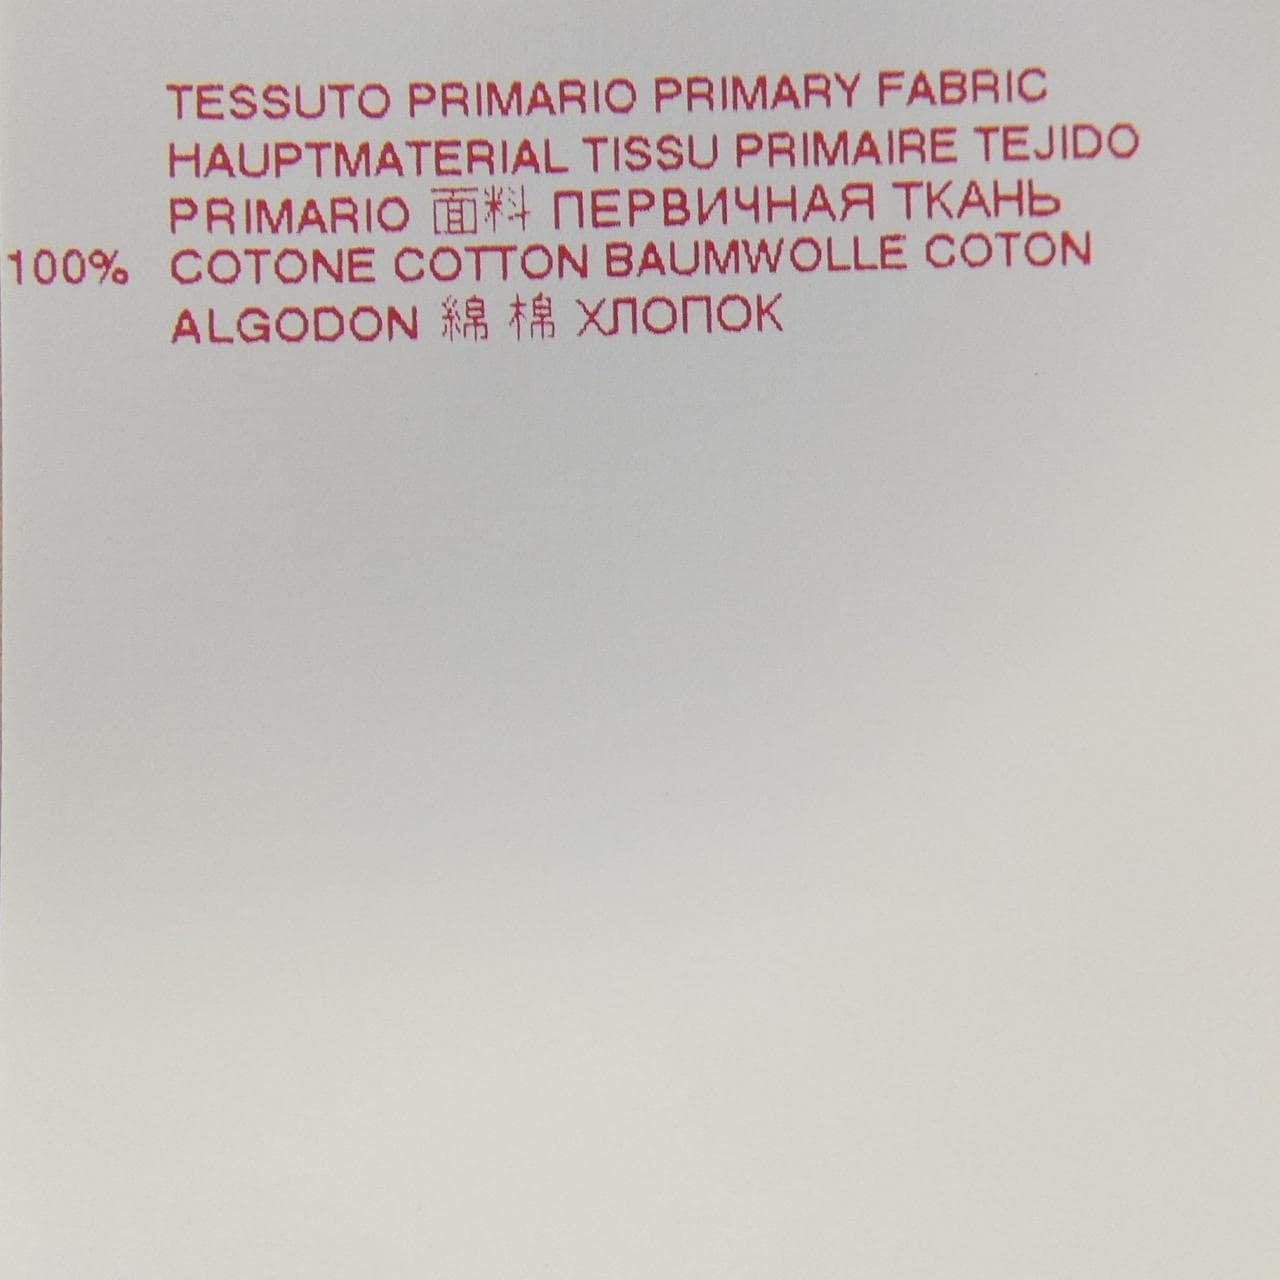 TESSUTO PRIMARIO PRIMARY FABRIC
HAUPTMATERIAL TISSU PRIMAIRE TEJIDO
PRIMARIO 面料 ПЕРВИЧНАЯ ТКАНЬ
100% COTONE COTTON BAUMWOLLE COTON
ALGODON 綿 棉 ХЛОПОК